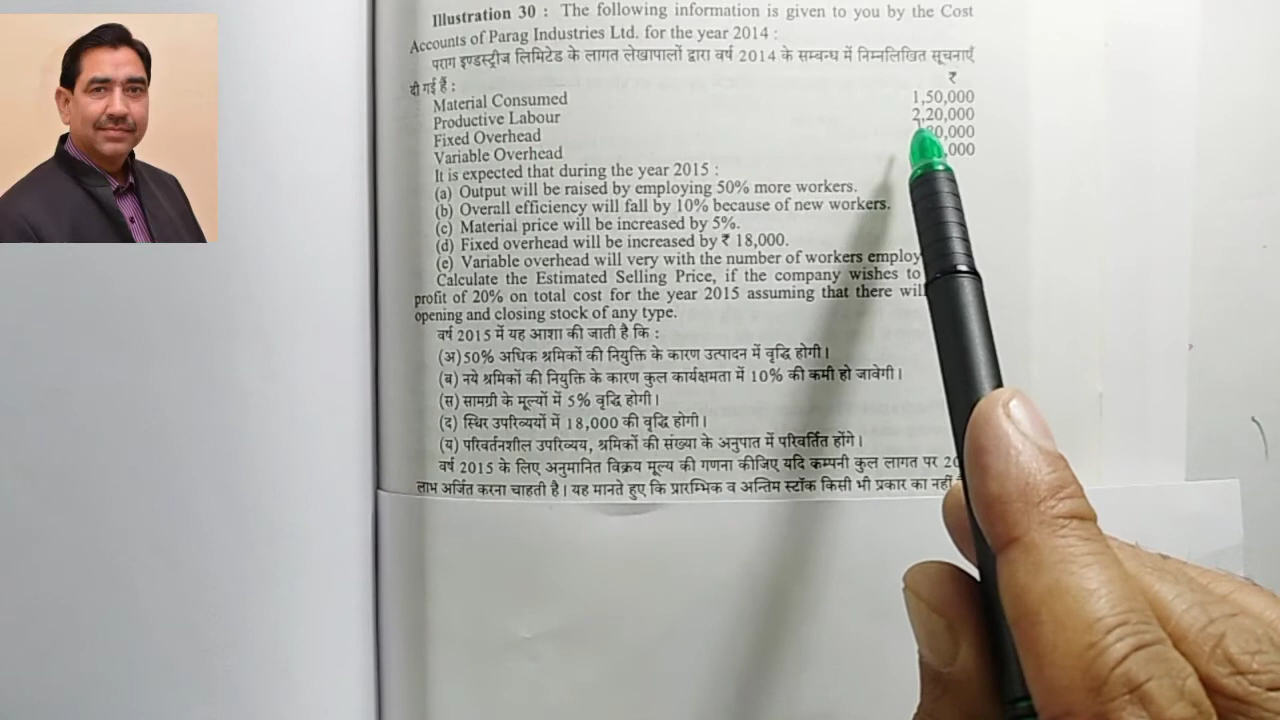 Illustration 30 : The following information is given to you by the Cost
Accounts of Parag Industries Ltd. for the year 2014 :
पराग इण्डस्ट्रीज लिमिटेड के लागत लेखापालों द्वारा वर्ष 2014 के सम्बन्ध में निम्नलिखित सूचनाएँ
दी गई हैं : ₹
Material Consumed 1,50,000
Productive Labour 2,20,000
Fixed Overhead
Variable Overhead
It is expected that during the year 2015 :
(a) Output will be raised by employing 50% more workers.
(b) Overall efficiency will fall by 10% because of new workers.
(c) Material price will be increased by 5%.
(d) Fixed overhead will be increased by ₹ 18,000.
(e) Variable overhead will very with the number of workers employ
Calculate the Estimated Selling Price, if the company wishes to
profit of 20% on total cost for the year 2015 assuming that there will
opening and closing stock of any type.
वर्ष 2015 में यह आशा की जाती है कि :
(अ) 50% अधिक श्रमिकों की नियुक्ति के कारण उत्पादन में वृद्धि होगी।
(ब) नये श्रमिकों की नियुक्ति के कारण कुल कार्यक्षमता में 10% की कमी हो जावेगी।
(स) सामग्री के मूल्यों में 5% वृद्धि होगी।
(द) स्थिर उपरिव्ययों में 18,000 की वृद्धि होगी।
(य) परिवर्तनशील उपरिव्यय, श्रमिकों की संख्या के अनुपात में परिवर्तित होंगे।
वर्ष 2015 के लिए अनुमानित विक्रय मूल्य की गणना कीजिए यदि कम्पनी कुल लागत पर
लाभ अर्जित करना चाहती है। यह मानते हुए कि प्रारम्भिक व अन्तिम स्टॉक किसी भी प्रकार का नहीं